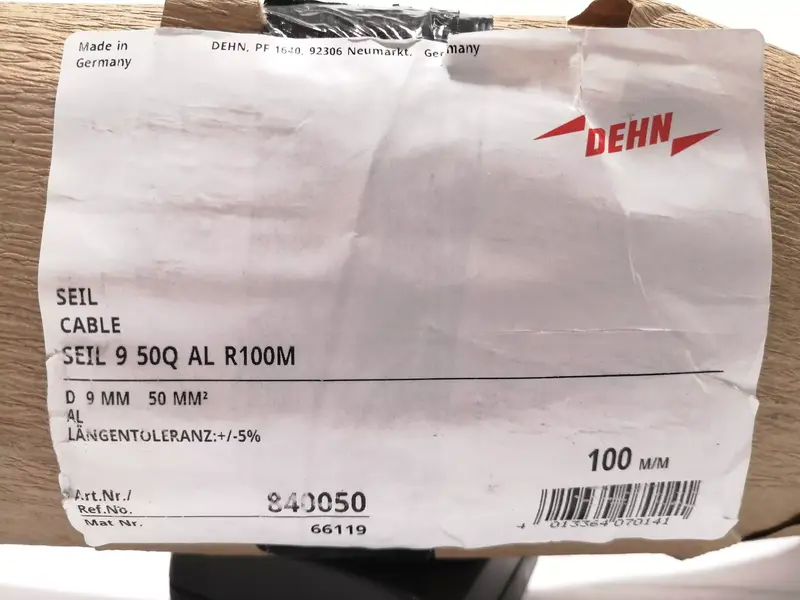 Made in
Germany
DEHN, PF 1640, 92306 Neumarkt. Germany
DEHN
SEIL
CABLE
SEIL 9 50Q AL R100M
D 9 MM 50 MM²
AL
LÄNGENTOLERANZ:+/-5%
100 M/M
Art.Nr./
Ref.No. 840050
Mat Nr. 66119
4 013364 070141